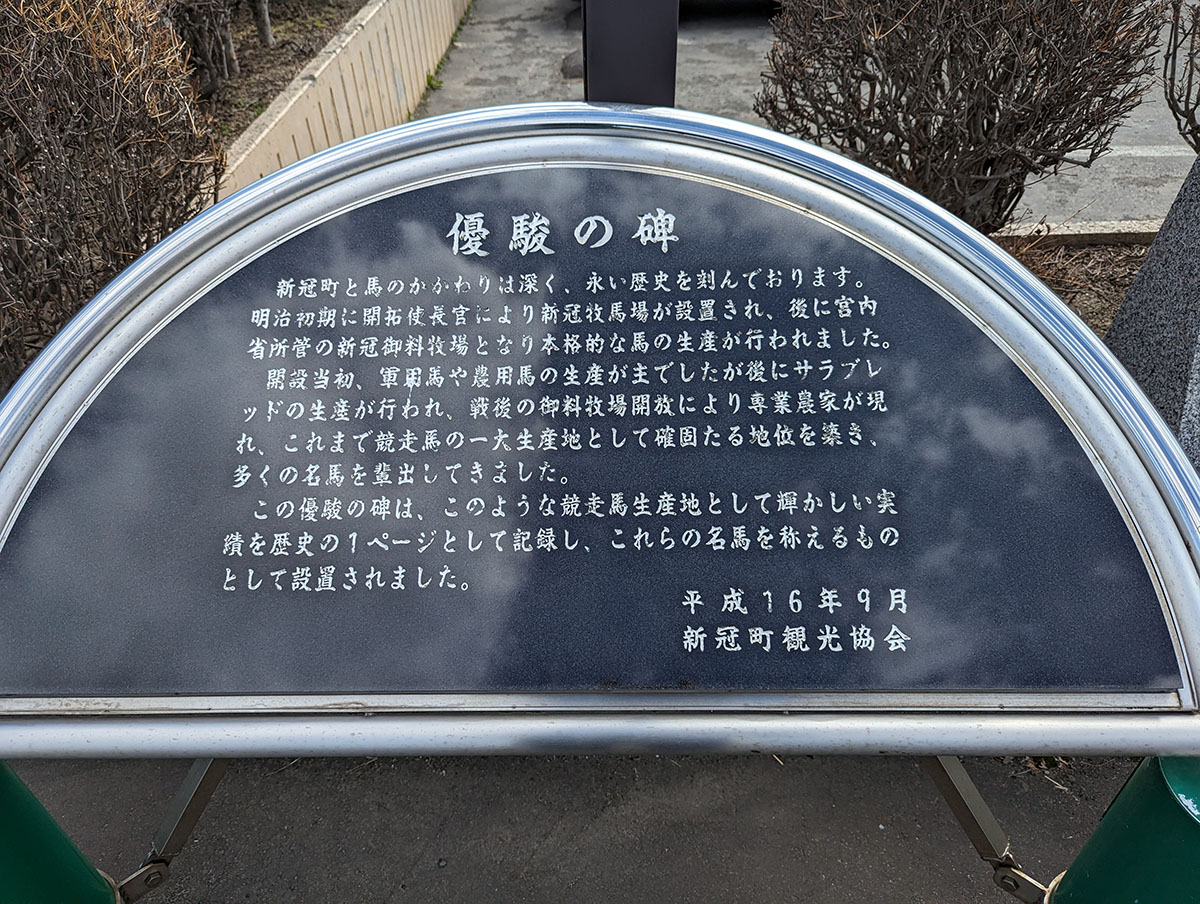 優駿の碑
新冠町と馬のかかわりは深く、永い歴史を刻んでおります。
明治初期に開拓使長官により新冠牧馬場が設置され、後に宮内
省所管の新冠御料牧場となり本格的な馬の生産が行われました。
開設当初、軍用馬や農用馬の生産が主でしたが後にサラブレ
ッドの生産が行われ、戦後の御料牧場開放により専業農家が現
れ、これまで競走馬の一大生産地として確固たる地位を築き、
多くの名馬を輩出してきました。
この優駿の碑は、このような競走馬生産地として輝かしい実
績を歴史の1ページとして記録し、これらの名馬を称えるもの
として設置されました。
平成16年9月
新冠町観光協会